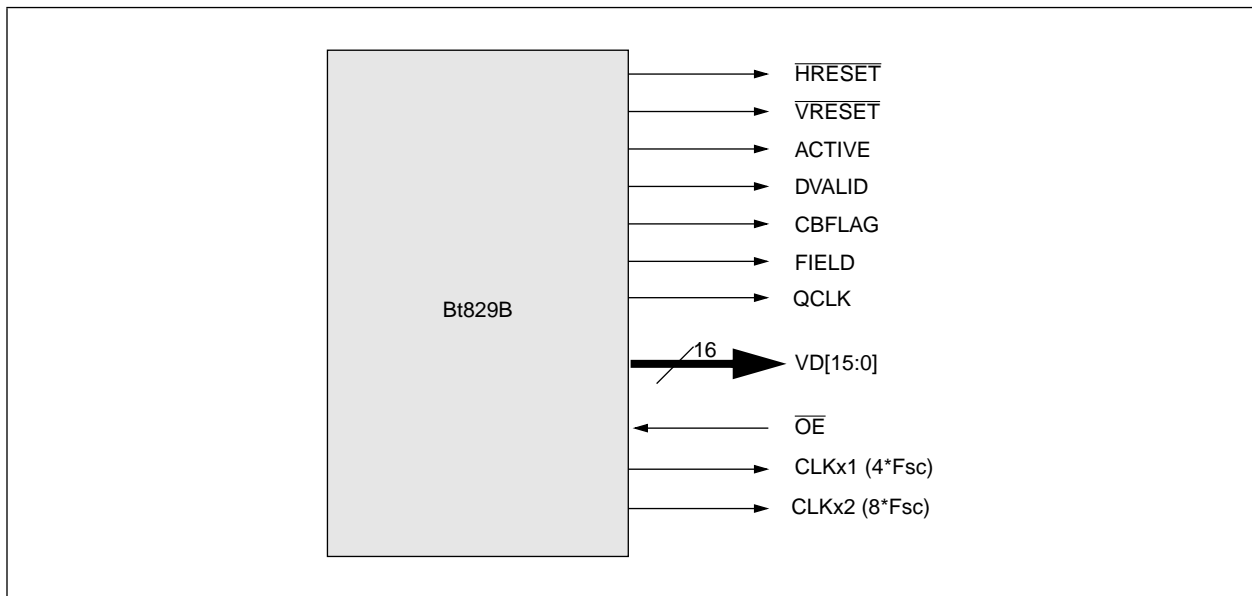 HRESET
VRESET
ACTIVE
DVALID
CBFLAG
FIELD
QCLK
Bt829B
16
VD[15:0]
OE
CLKx1 (4*Fsc)
CLKx2 (8*Fsc)